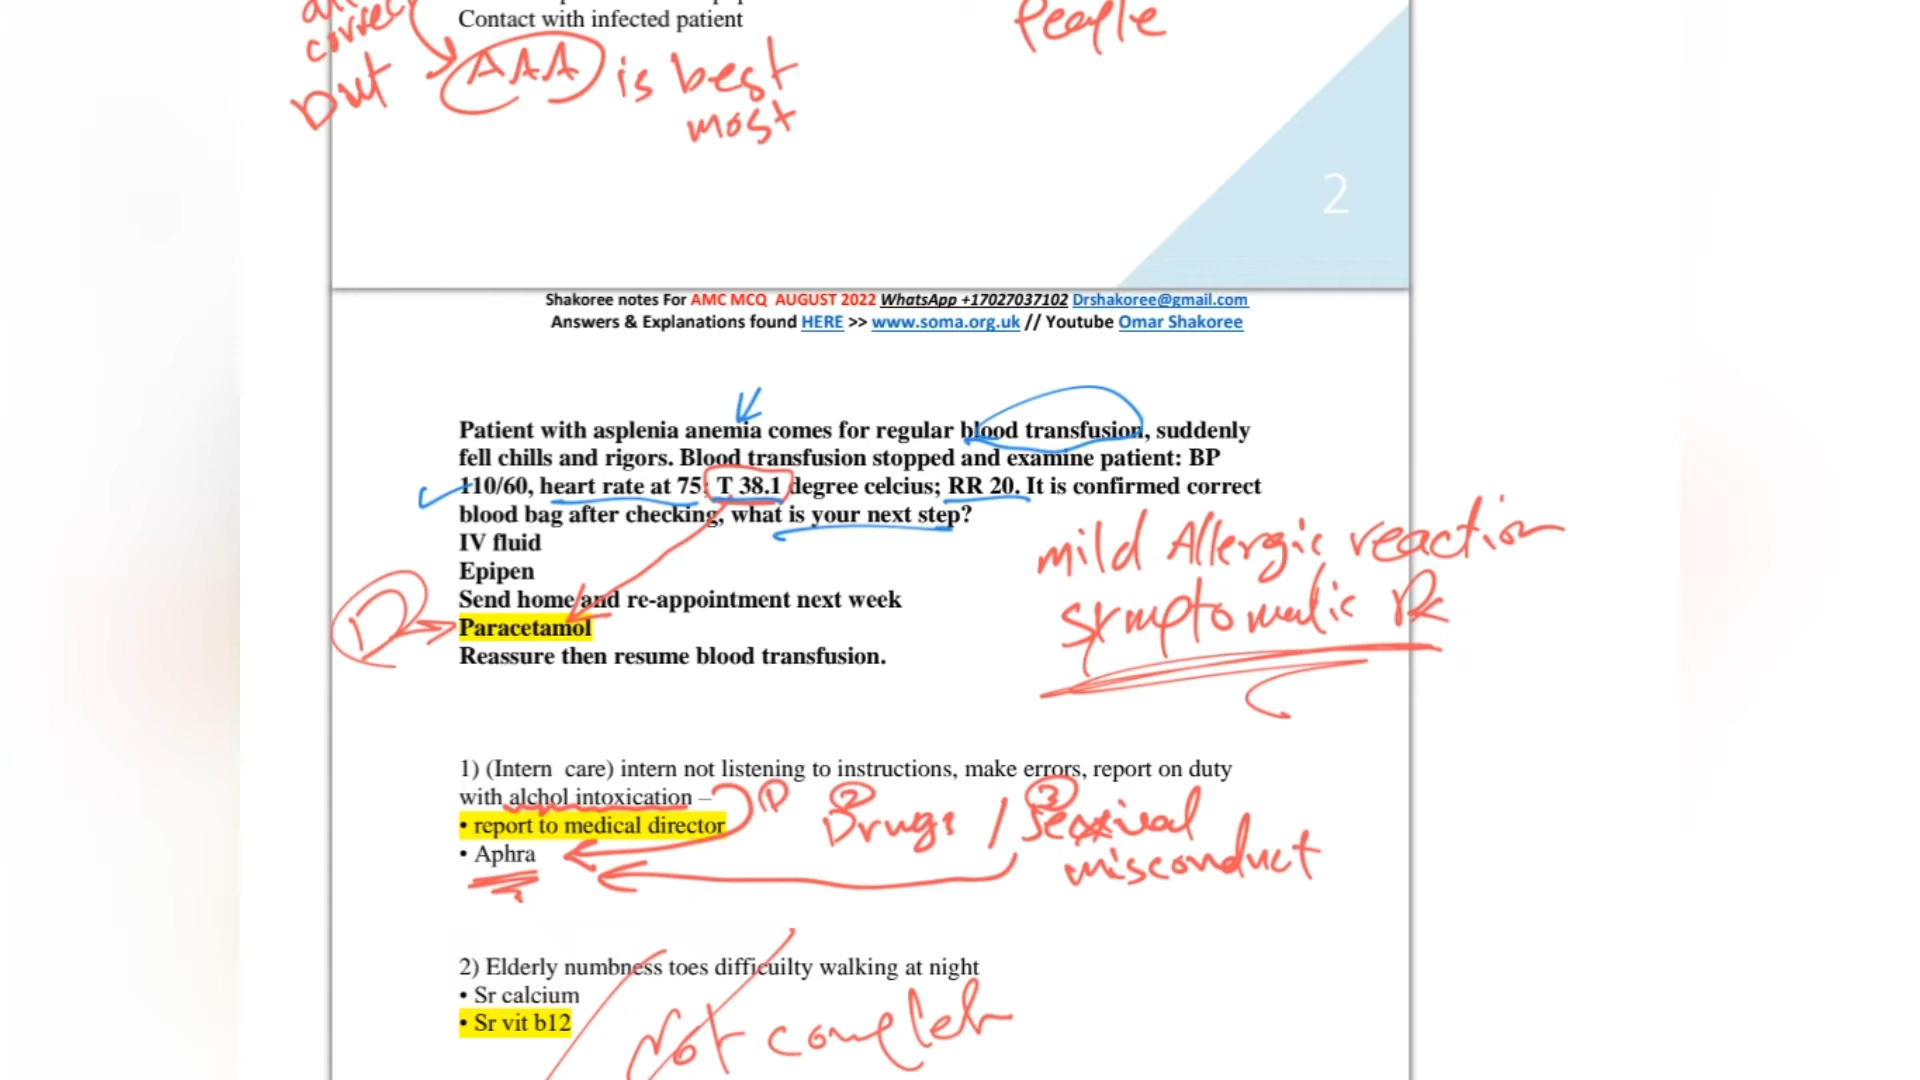 Contact with infected patient
People
correc
but AAA is best
most
2
Shakoree notes For AMC MCQ AUGUST 2022 WhatsApp +17027037102 Drshakoree@gmail.com
Answers & Explanations found HERE >> www.soma.org.uk // Youtube Omar Shakoree
Patient with asplenia anemia comes for regular blood transfusion, suddenly
fell chills and rigors. Blood transfusion stopped and examine patient: BP
110/60, heart rate at 75; T 38.1 degree celcius; RR 20. It is confirmed correct
blood bag after checking, what is your next step?
IV fluid
Epipen
Send home and re-appointment next week
D Paracetamol
Reassure then resume blood transfusion.
mild Allergic reaction
symptomatic Rx
1) (Intern care) intern not listening to instructions, make errors, report on duty
with alchol intoxication –
① ② Drugs / ③ Sexual
misconduct
• report to medical director
• Aphra
2) Elderly numbness toes difficuilty walking at night
• Sr calcium
• Sr vit b12
Not complete